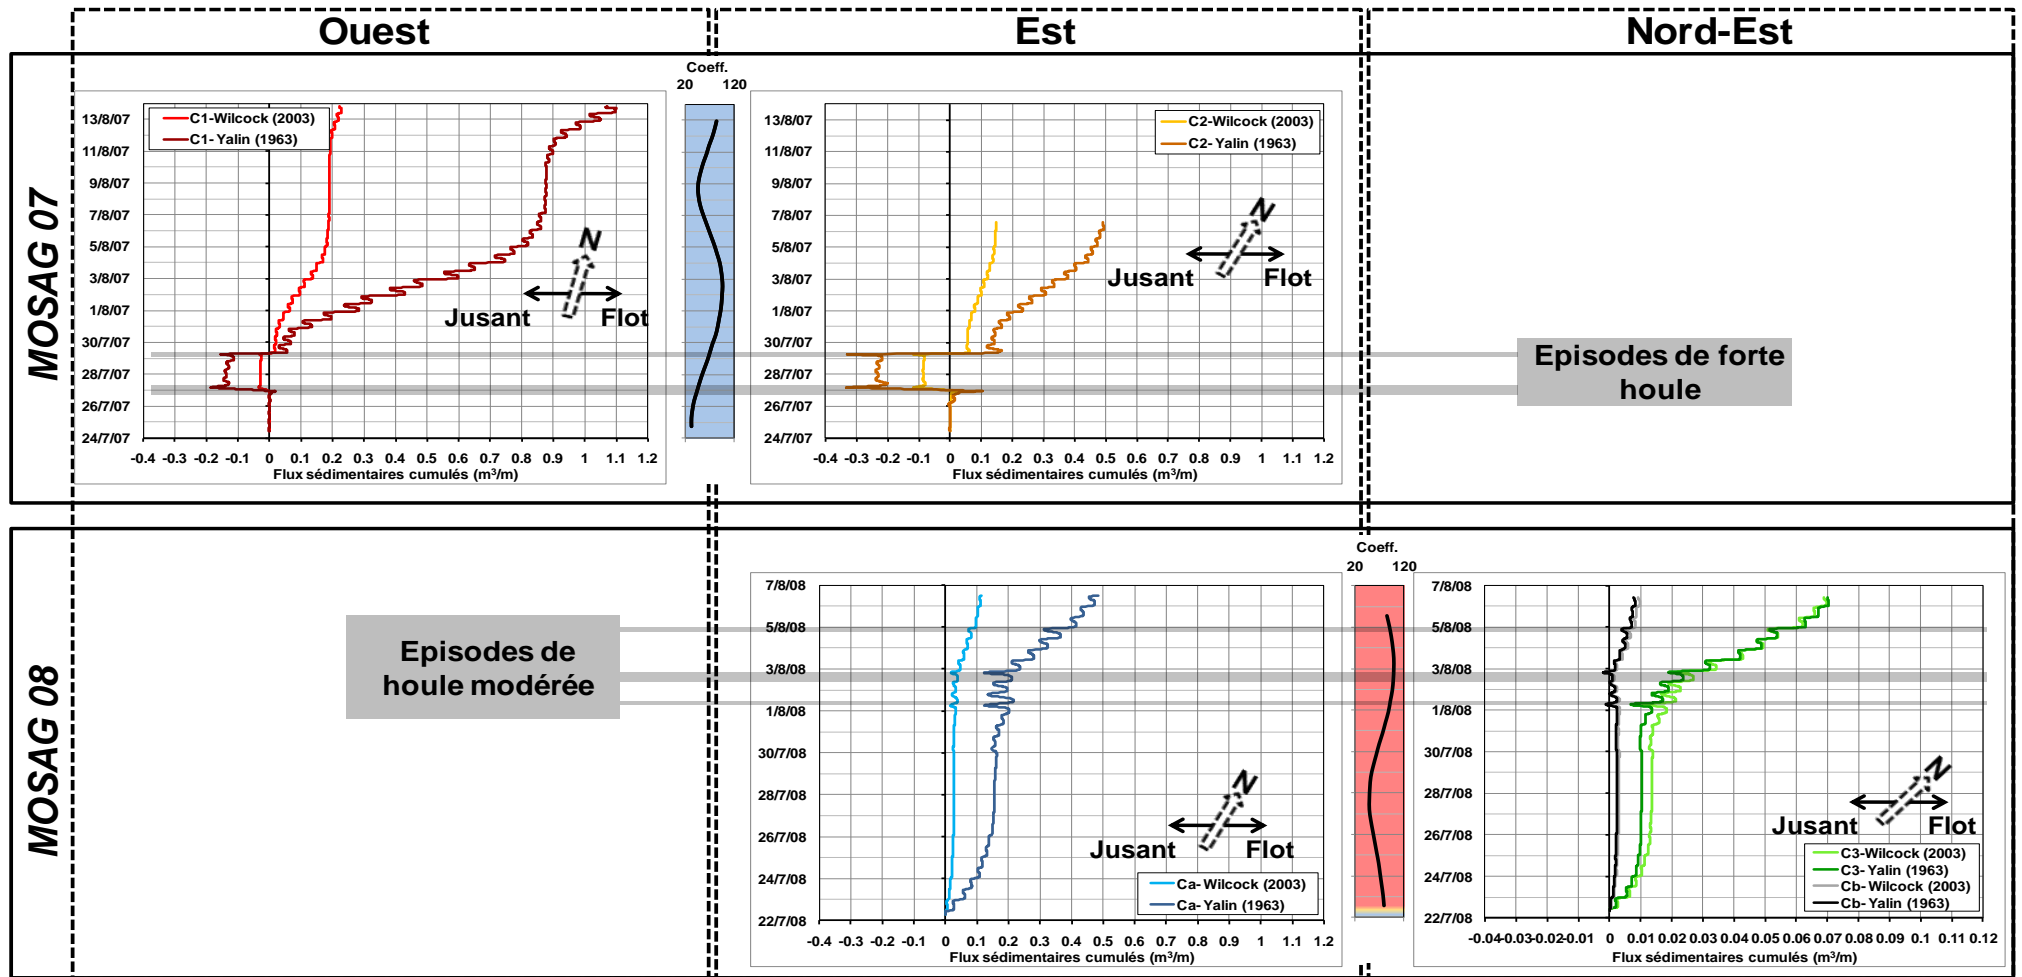 Ouest
Est
Nord-Est
MOSAG 07
Coeff.
20 120
C1-Wilcock (2003)
C1- Yalin (1963)
13/8/07
11/8/07
9/8/07
7/8/07
5/8/07
3/8/07
1/8/07
30/7/07
28/7/07
26/7/07
24/7/07
N
Jusant Flot
-0.4 -0.3 -0.2 -0.1 0 0.1 0.2 0.3 0.4 0.5 0.6 0.7 0.8 0.9 1 1.1 1.2
Flux sédimentaires cumulés (m³/m)
C2-Wilcock (2003)
C2- Yalin (1963)
13/8/07
11/8/07
9/8/07
7/8/07
5/8/07
3/8/07
1/8/07
30/7/07
28/7/07
26/7/07
24/7/07
N
Jusant Flot
-0.4 -0.3 -0.2 -0.1 0 0.1 0.2 0.3 0.4 0.5 0.6 0.7 0.8 0.9 1 1.1 1.2
Flux sédimentaires cumulés (m³/m)
Episodes de forte
houle
MOSAG 08
Episodes de
houle modérée
7/8/08
5/8/08
3/8/08
1/8/08
30/7/08
28/7/08
26/7/08
24/7/08
22/7/08
N
Jusant Flot
Ca- Wilcock (2003)
Ca- Yalin (1963)
-0.4 -0.3 -0.2 -0.1 0 0.1 0.2 0.3 0.4 0.5 0.6 0.7 0.8 0.9 1 1.1 1.2
Flux sédimentaires cumulés (m³/m)
Coeff.
20 120
7/8/08
5/8/08
3/8/08
1/8/08
30/7/08
28/7/08
26/7/08
24/7/08
22/7/08
N
Jusant Flot
C3-Wilcock (2003)
C3-Yalin (1963)
Cb- Wilcock (2003)
Cb- Yalin (1963)
-0.04 -0.03 -0.02 -0.01 0 0.01 0.02 0.03 0.04 0.05 0.06 0.07 0.08 0.09 0.1 0.11 0.12
Flux sédimentaires cumulés (m³/m)